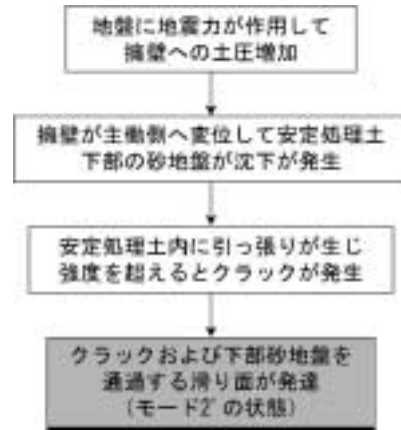 地盤に地震力が作用して
擁壁への土圧増加
擁壁が主動側へ変位して安定処理土
下部の砂地盤が沈下が発生
安定処理土内に引っ張りが生じ
強度を超えるとクラックが発生
クラックおよび下部砂地盤を
通過する滑り面が発達
(モード2'の状態)